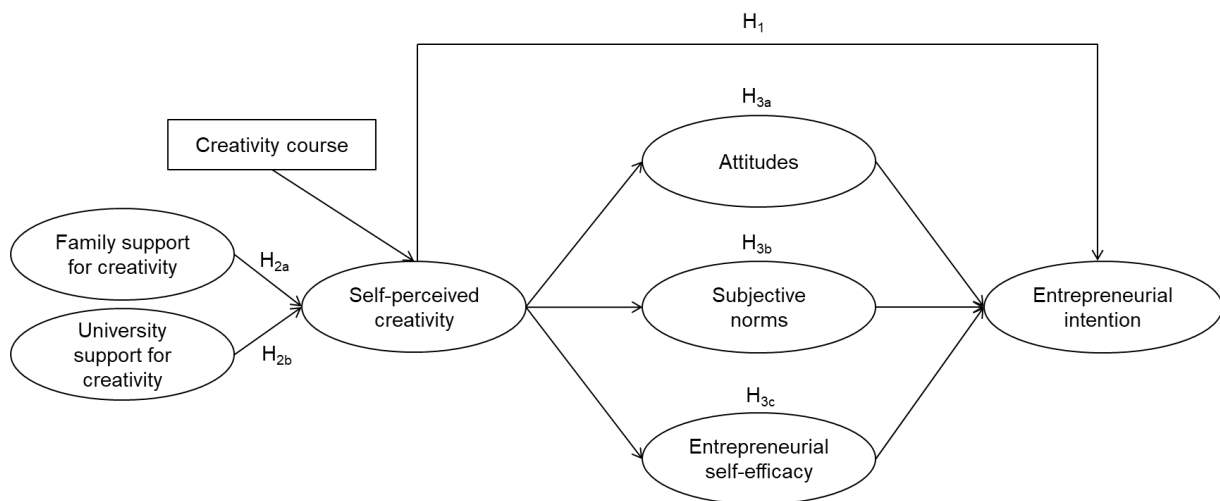 H1
H3a
Creativity course
Attitudes
Family support
for creativity
H2a
H3b
Self-perceived
creativity
Subjective
norms
Entrepreneurial
intention
University
support for
creativity
H2b
H3c
Entrepreneurial
self-efficacy